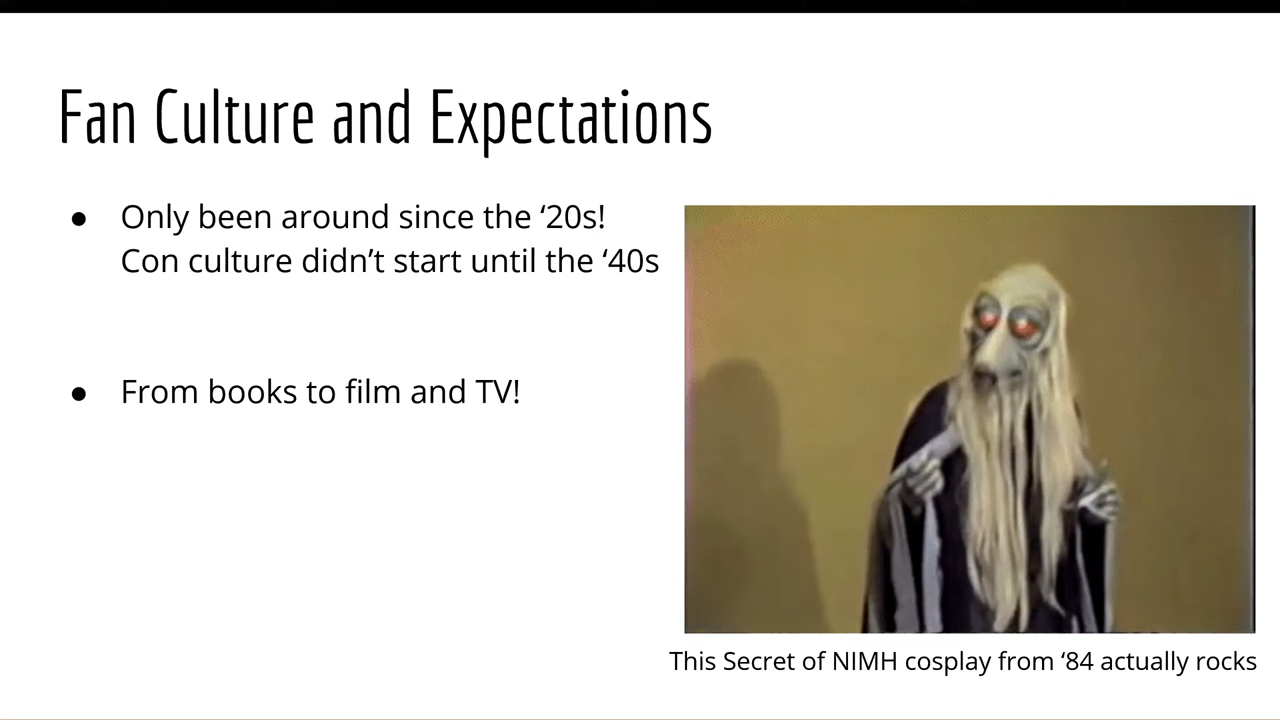 Fan Culture and Expectations
● Only been around since the ‘20s!
Con culture didn’t start until the ‘40s
● From books to film and TV!
This Secret of NIMH cosplay from ‘84 actually rocks